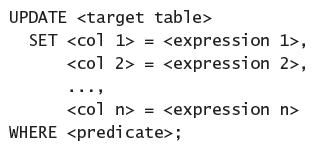 UPDATE <target table>
SET <col 1> = <expression 1>,
<col 2> = <expression 2>,
...,
<col n> = <expression n>
WHERE <predicate>;